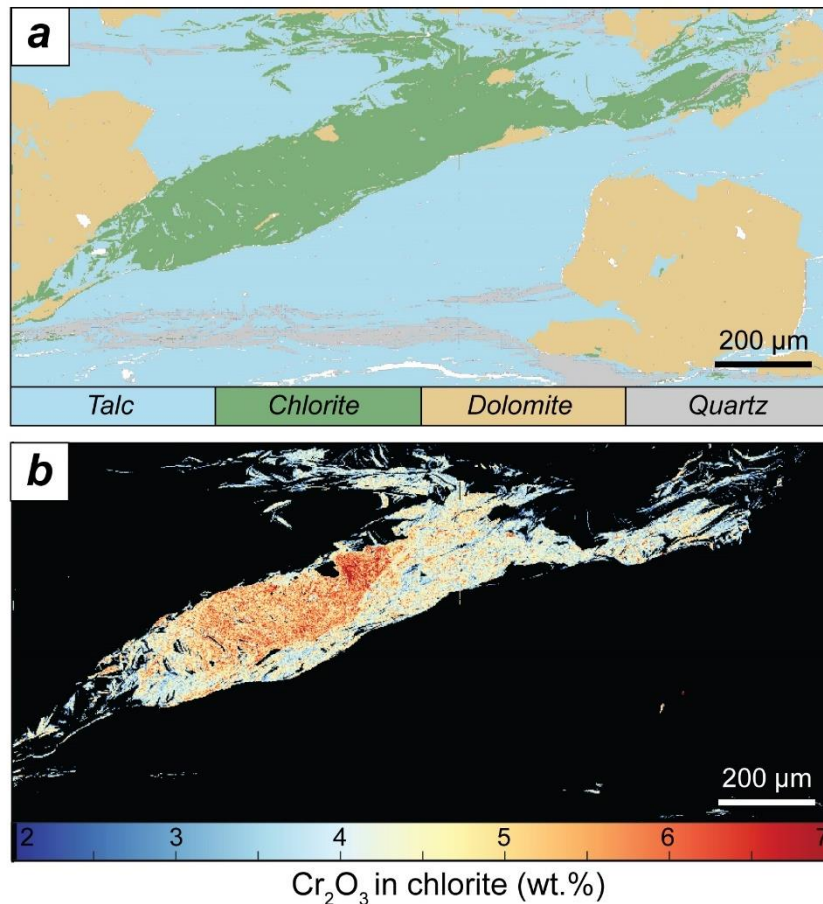 a
200 µm
Talc Chlorite Dolomite Quartz
b
200 µm
2 3 4 5 6 7
Cr₂O₃ in chlorite (wt.%)